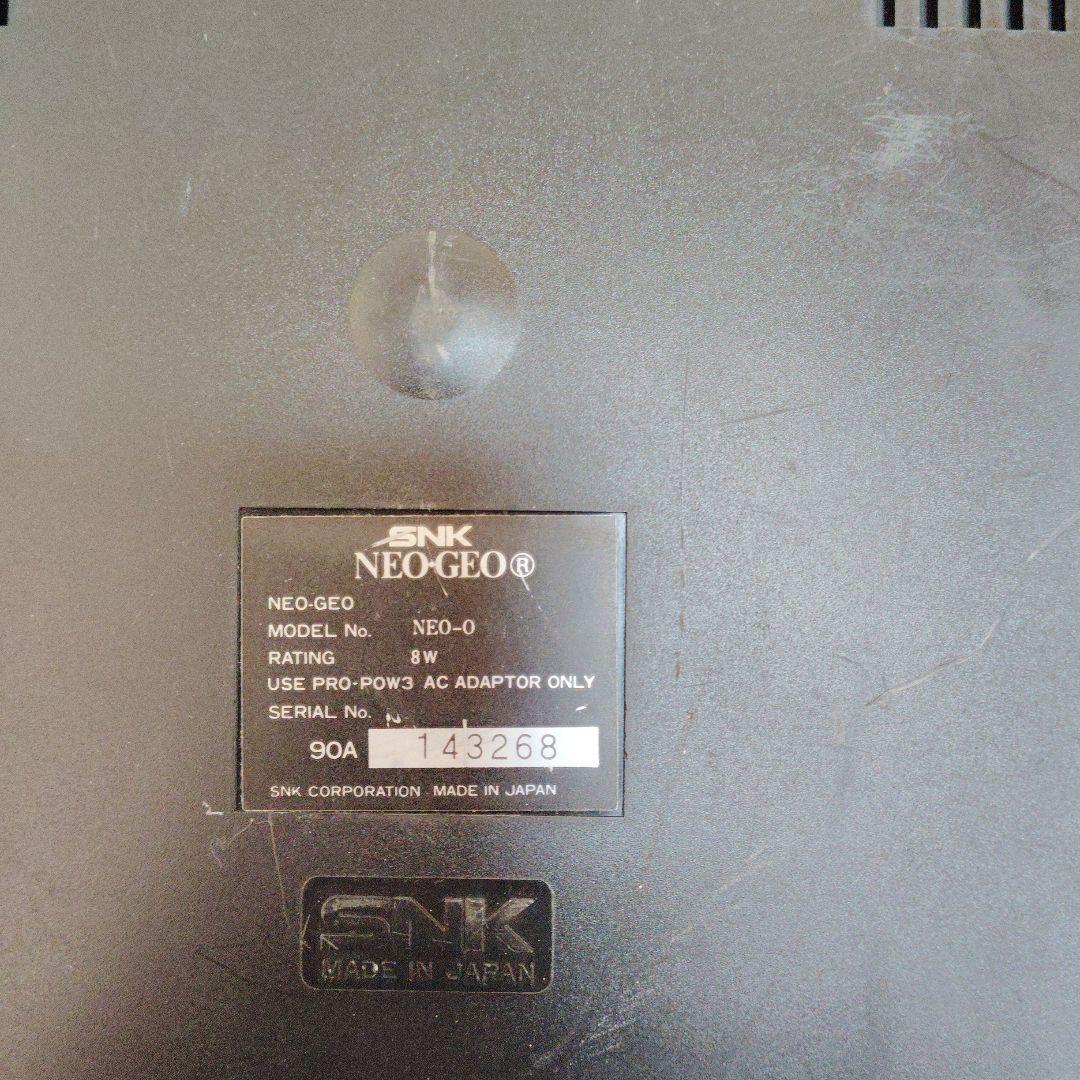 SNK
NEO•GEO®
NEO-GEO
MODEL No. NEO-0
RATING 8W
USE PRO-POW3 AC ADAPTOR ONLY
SERIAL No.
90A 143268
SNK CORPORATION MADE IN JAPAN
SNK
MADE IN JAPAN